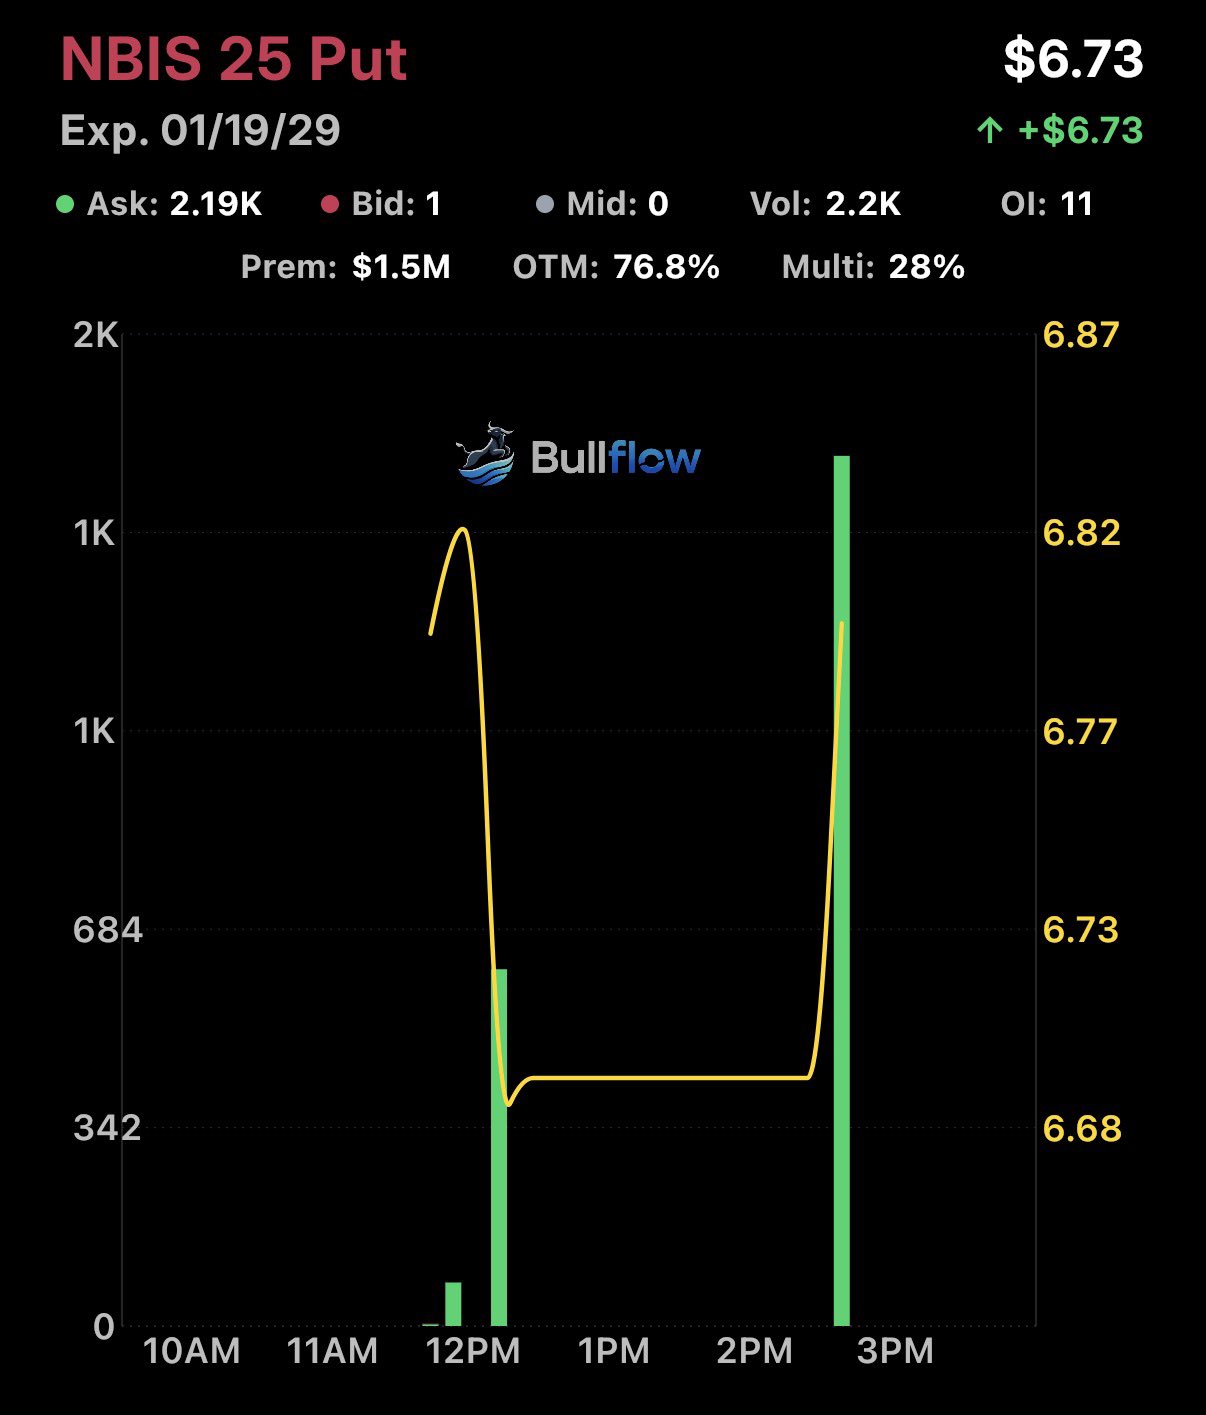 NBIS 25 Put $6.73
Exp. 01/19/29 ↑ +$6.73
Ask: 2.19K Bid: 1 Mid: 0 Vol: 2.2K OI: 11
Prem: $1.5M OTM: 76.8% Multi: 28%
2K 6.87
Bullflow
1K 6.82
1K 6.77
684 6.73
342 6.68
0
10AM 11AM 12PM 1PM 2PM 3PM